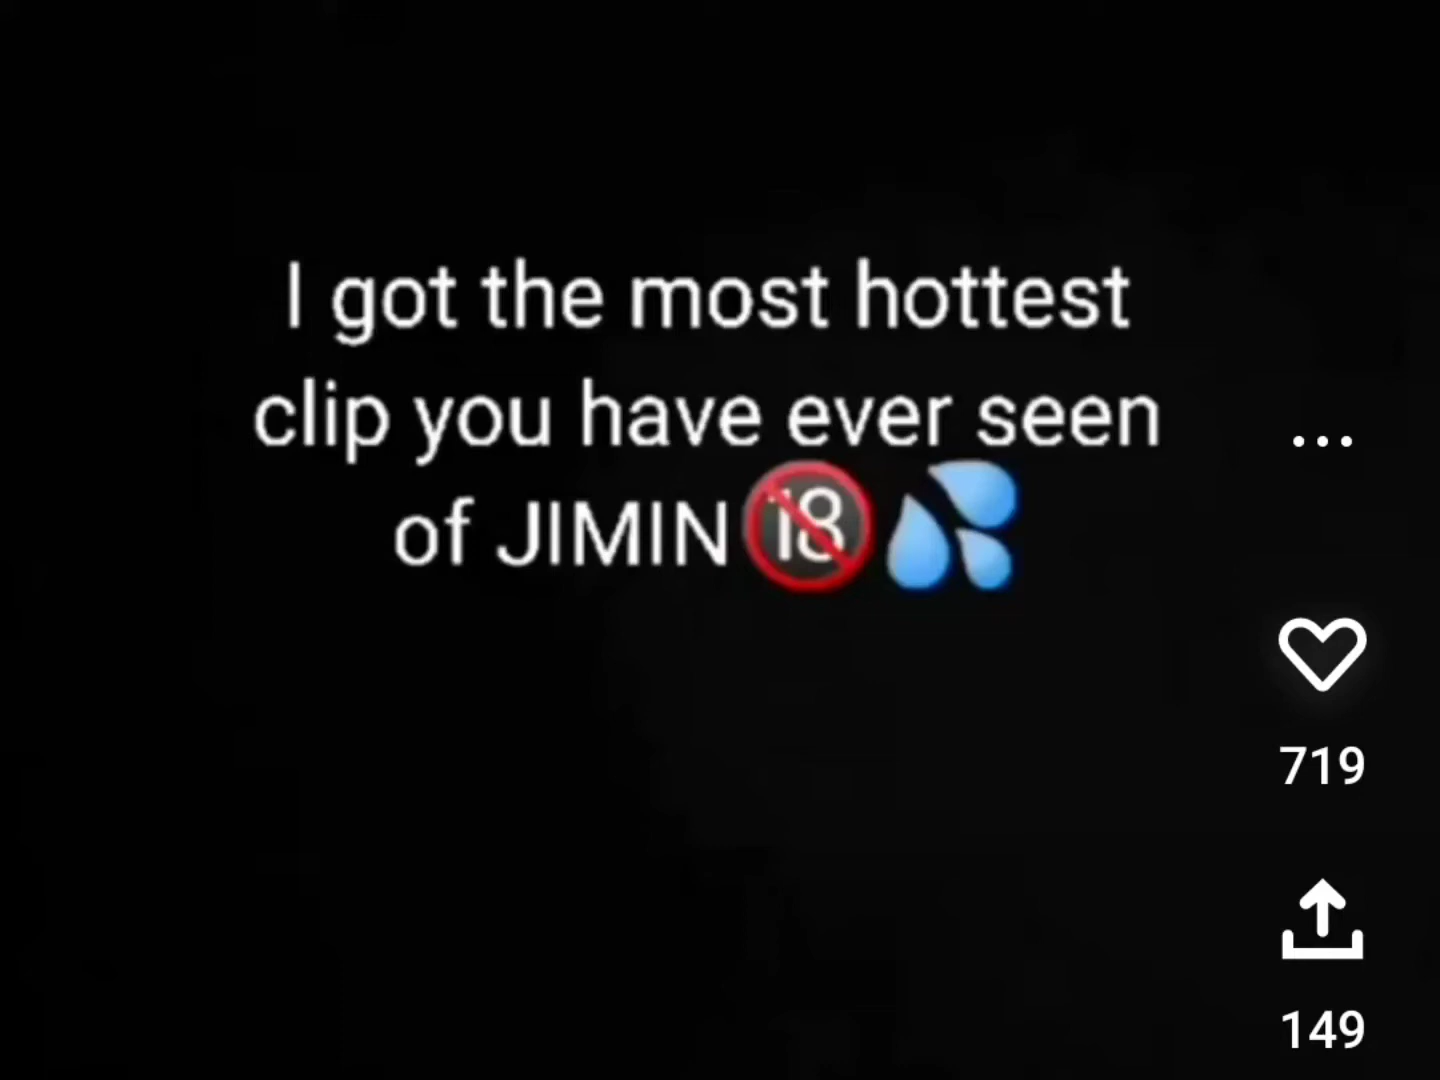 I got the most hottest
clip you have ever seen
of JIMIN🔞💦
...
719
149